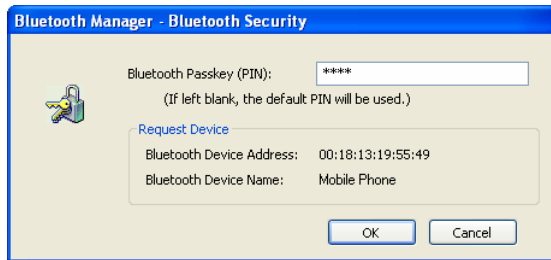 Bluetooth Manager - Bluetooth Security
Bluetooth Passkey (PIN): ****
(If left blank, the default PIN will be used.)
Request Device
Bluetooth Device Address: 00:18:13:19:55:49
Bluetooth Device Name: Mobile Phone
OK Cancel